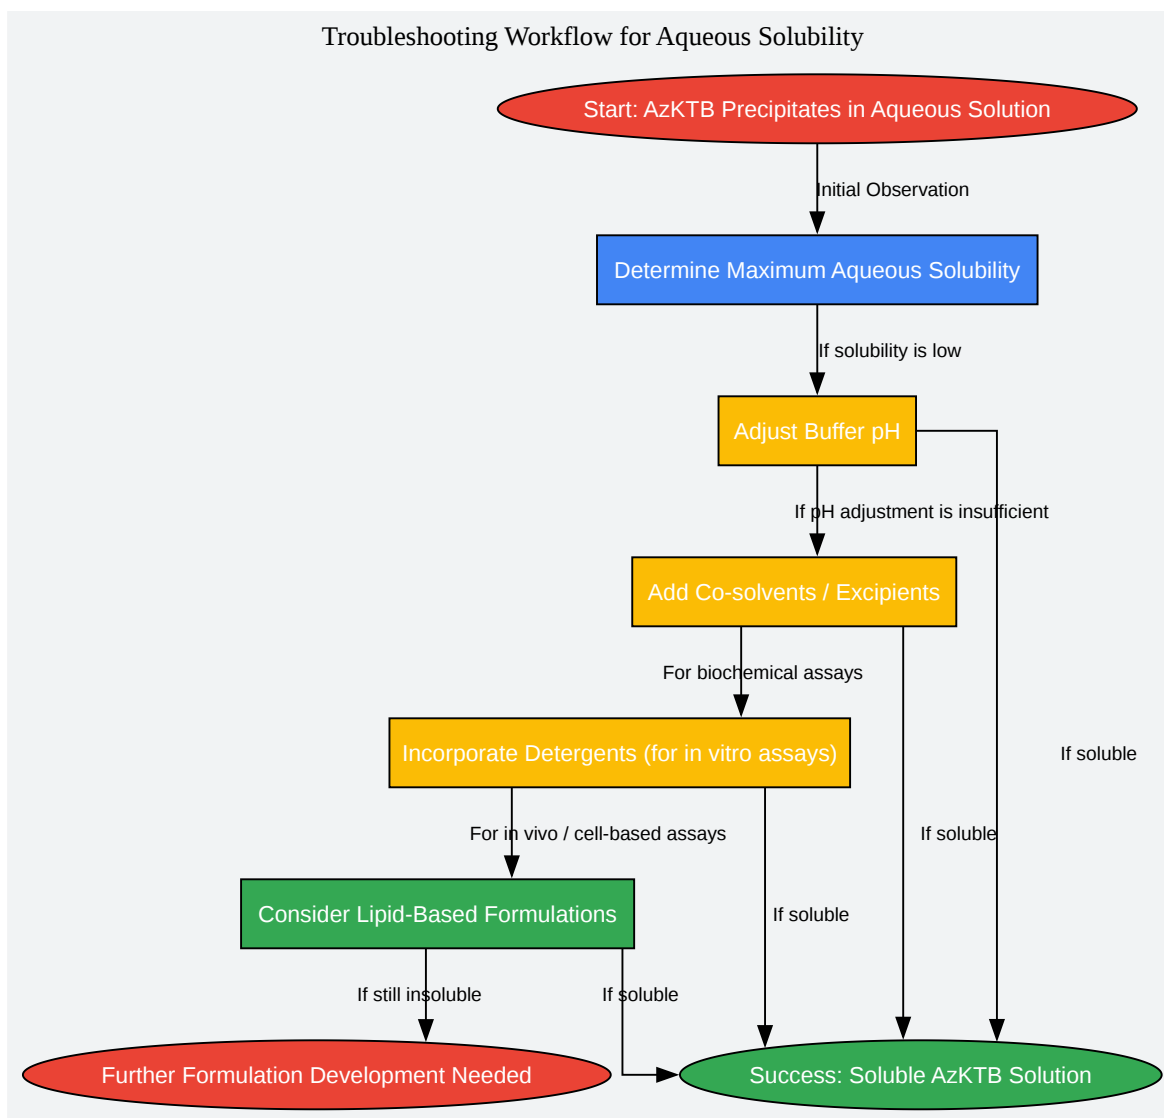 Troubleshooting Workflow for Aqueous Solubility
Start: AzKTB Precipitates in Aqueous Solution
Initial Observation
Determine Maximum Aqueous Solubility
If solubility is low
Adjust Buffer pH
If pH adjustment is insufficient
Add Co-solvents / Excipients
For biochemical assays
Incorporate Detergents (for in vitro assays)
If soluble
For in vivo / cell-based assays
If soluble
Consider Lipid-Based Formulations
If soluble
If still insoluble
If soluble
Further Formulation Development Needed
Success: Soluble AzKTB Solution